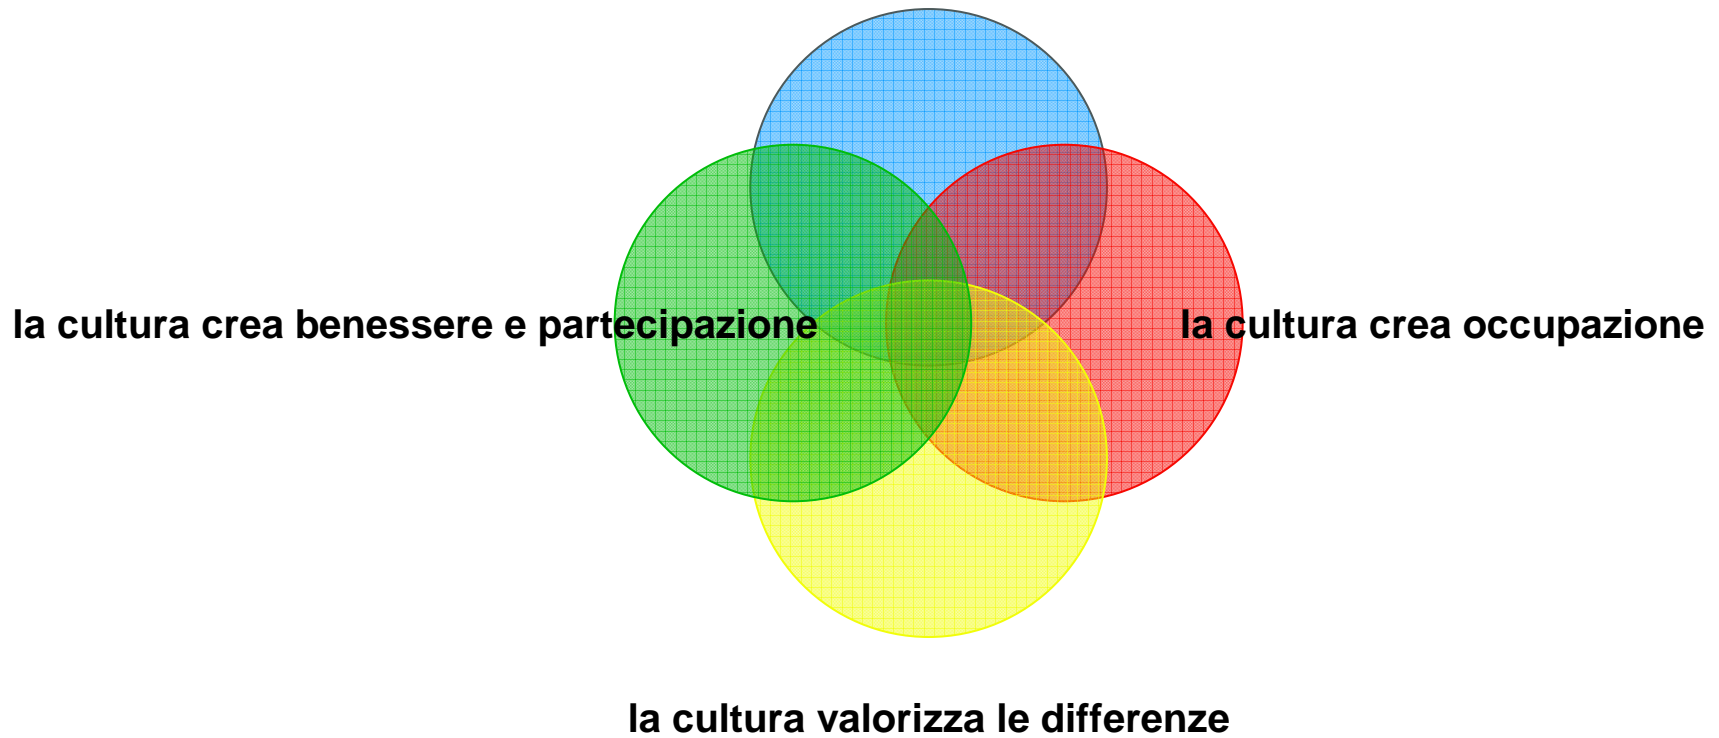 la cultura crea benessere e partecipazione
la cultura crea occupazione
la cultura valorizza le differenze